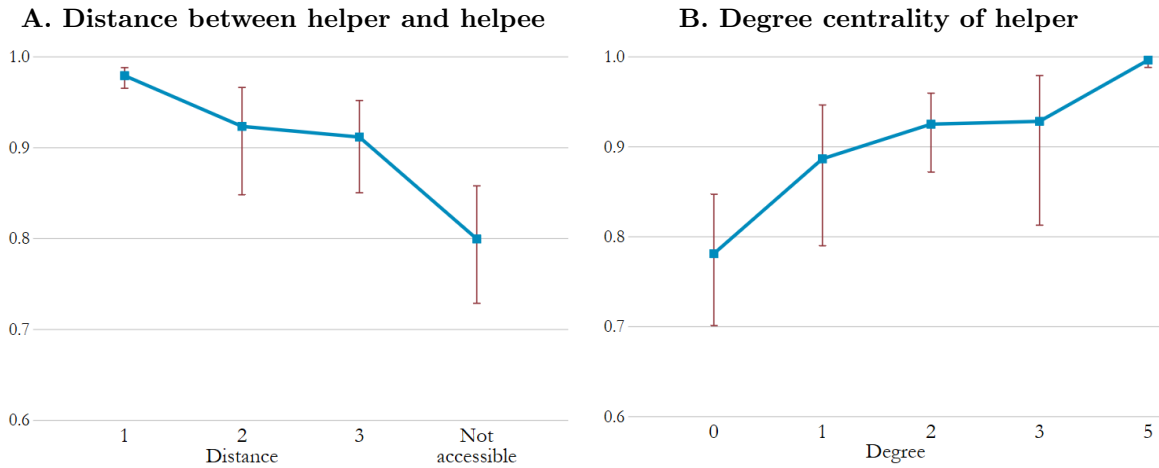 A. Distance between helper and helpee
1.0
0.9
0.8
0.7
0.6
1 2 3 Not
accessible
Distance
B. Degree centrality of helper
1.0
0.9
0.8
0.7
0.6
0 1 2 3 5
Degree